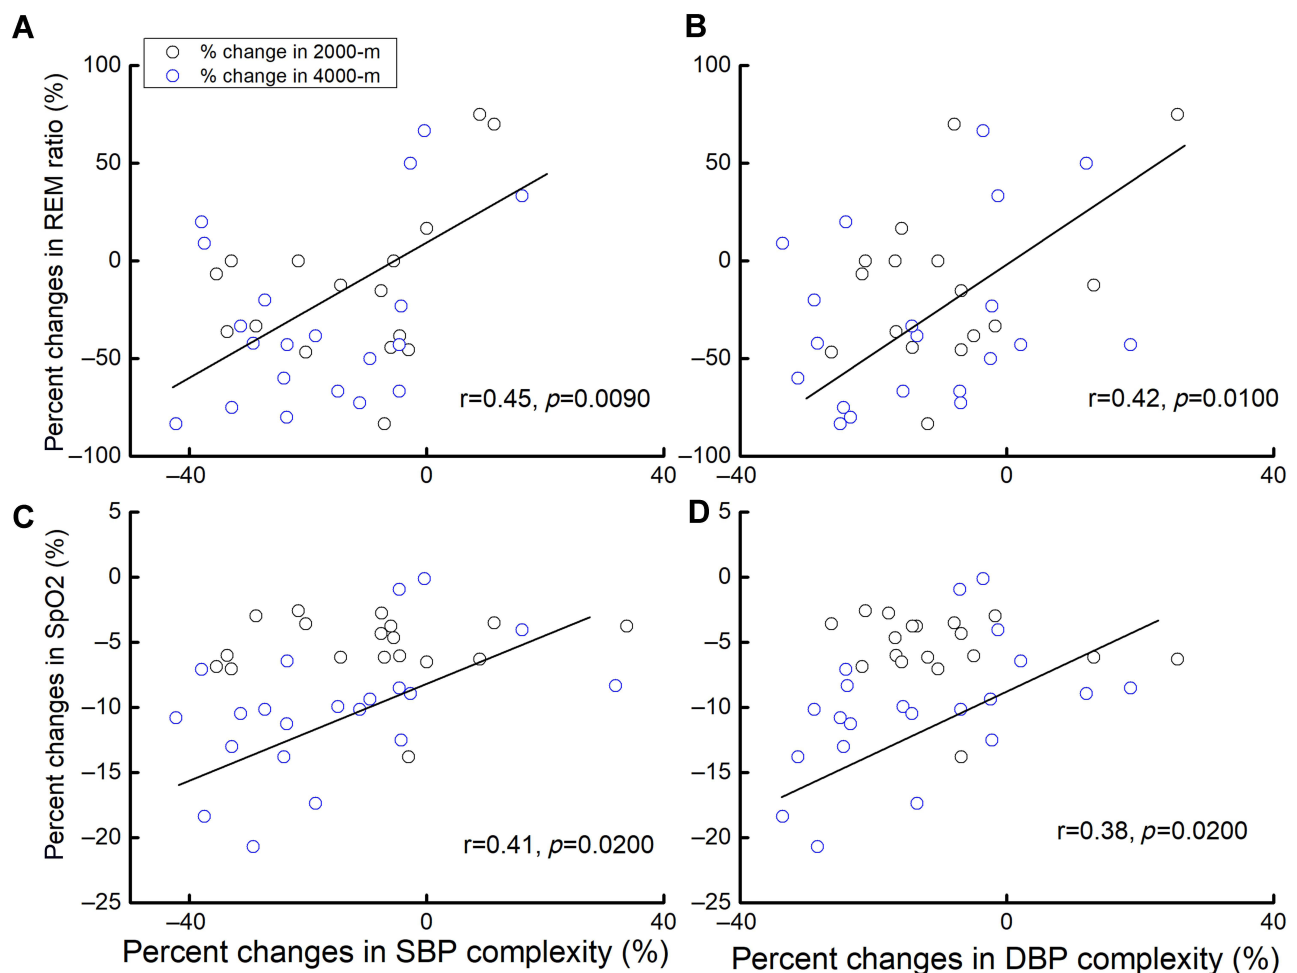 A
% change in 2000-m
% change in 4000-m
Percent changes in REM ratio (%)
100
50
0
–50
–100
–40
0
40
r=0.45, p=0.0090
B
100
50
0
–50
–100
–40
0
40
r=0.42, p=0.0100
C
Percent changes in SpO2 (%)
5
0
–5
–10
–15
–20
–25
–40
0
40
r=0.41, p=0.0200
Percent changes in SBP complexity (%)
D
5
0
–5
–10
–15
–20
–25
–40
0
40
r=0.38, p=0.0200
Percent changes in DBP complexity (%)